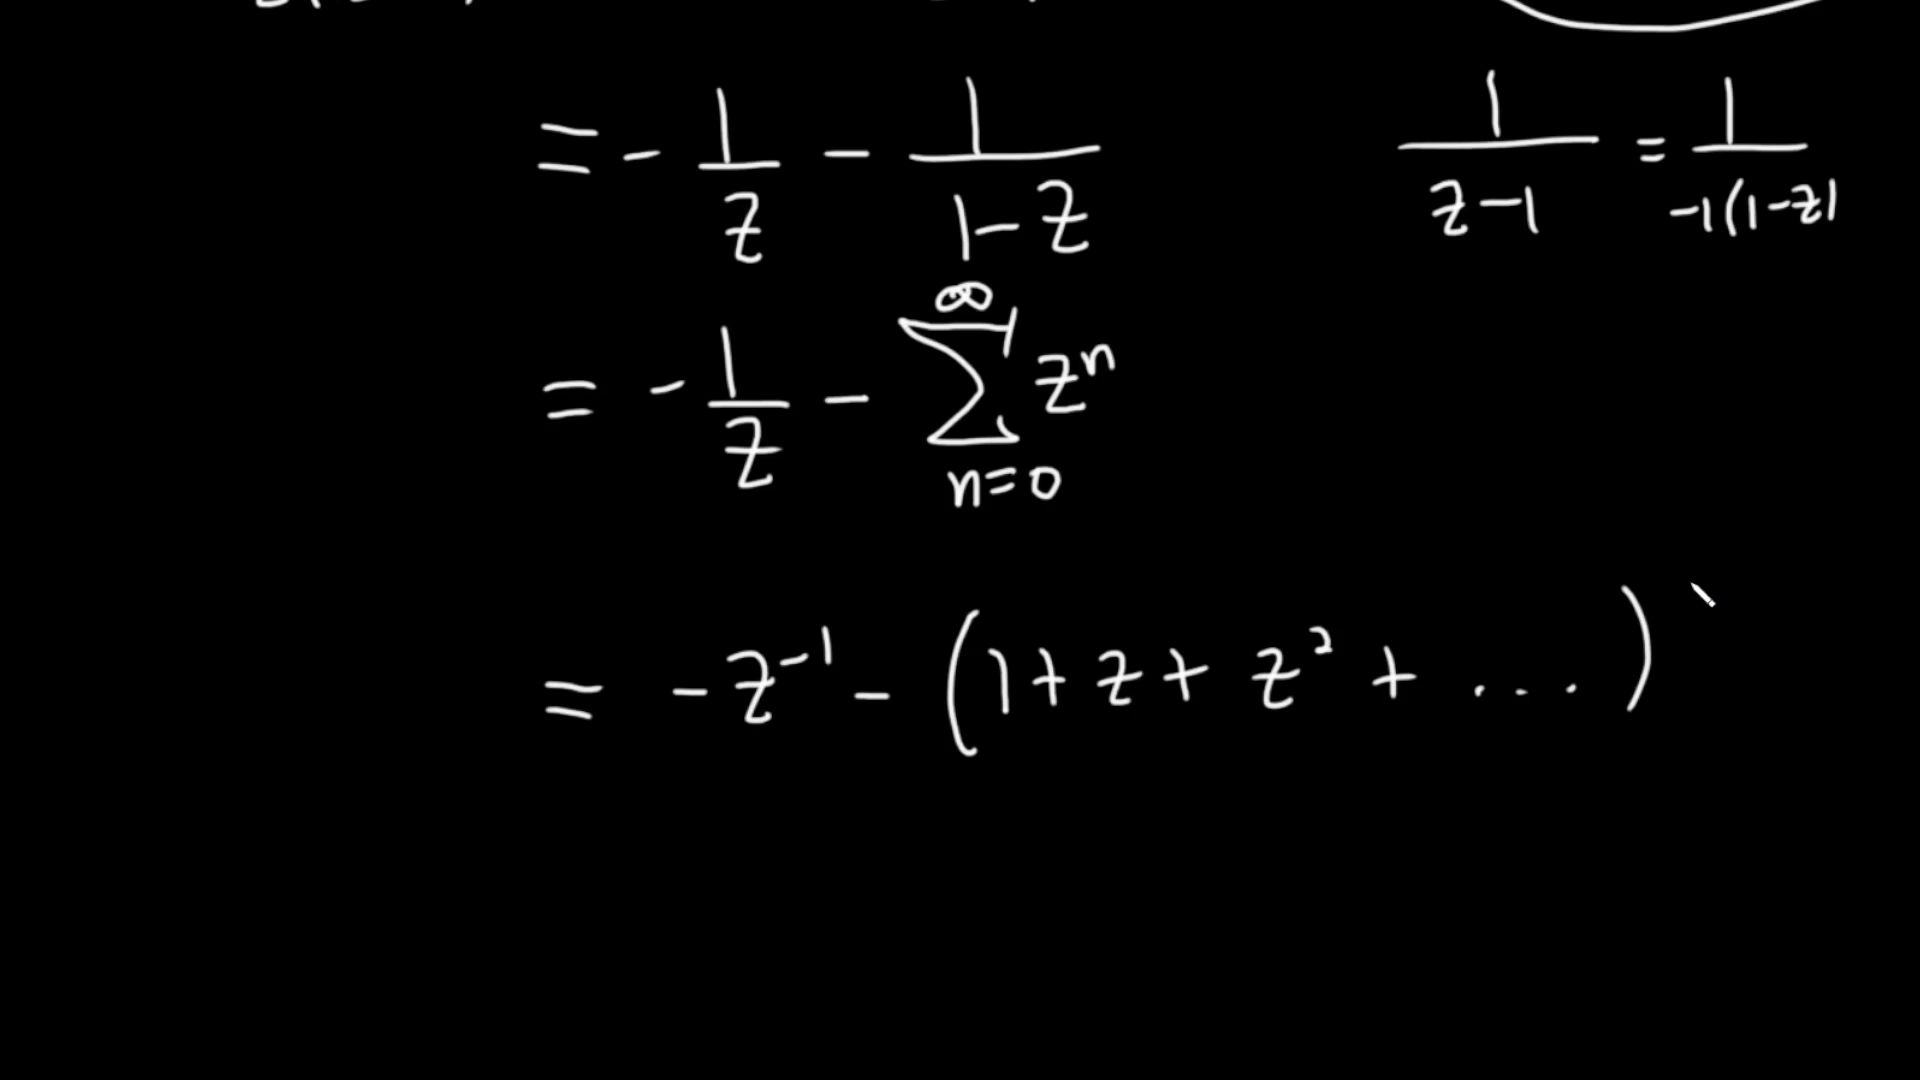 = - 1/z - 1/(1-z)
1/(z-1) = 1/(-1(1-z))
= - 1/z - ∑_{n=0}^{∞} z^n
= - z^{-1} - (1 + z + z^2 + ...)